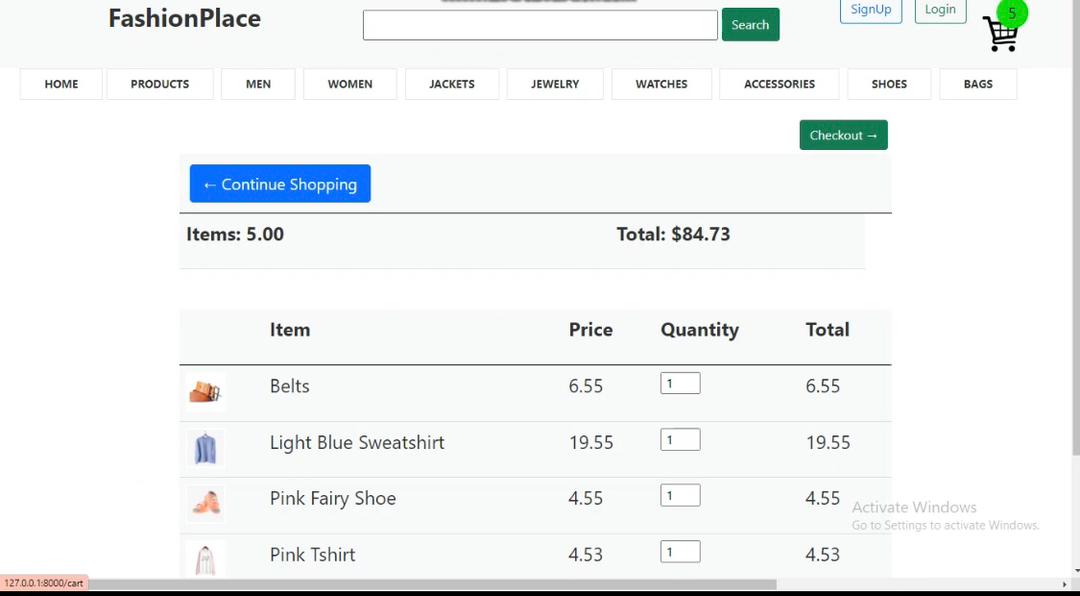 FashionPlace
Search
SignUp
Login
5
HOME
PRODUCTS
MEN
WOMEN
JACKETS
JEWELRY
WATCHES
ACCESSORIES
SHOES
BAGS
Checkout →
← Continue Shopping
Items: 5.00 Total: $84.73
Item Price Quantity Total
Belts 6.55 1 6.55
Light Blue Sweatshirt 19.55 1 19.55
Pink Fairy Shoe 4.55 1 4.55
Pink Tshirt 4.53 1 4.53
Activate Windows
Go to Settings to activate Windows.
127.0.0.1:8000/cart